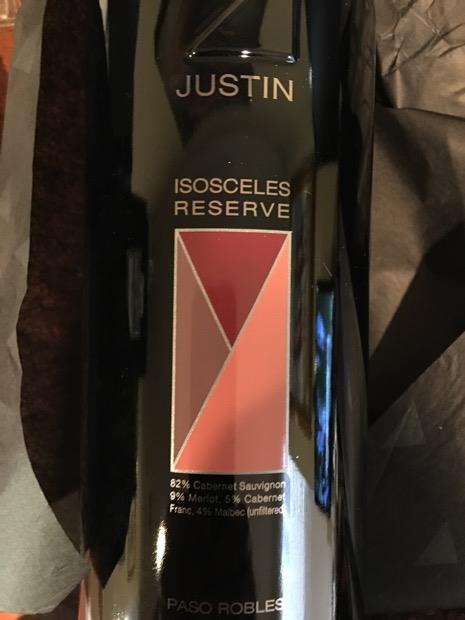 JUSTIN
ISOSCELES
RESERVE
82% Cabernet Sauvignon
9% Merlot, 5% Cabernet
Franc, 4% Malbec (unfiltered)
PASO ROBLES